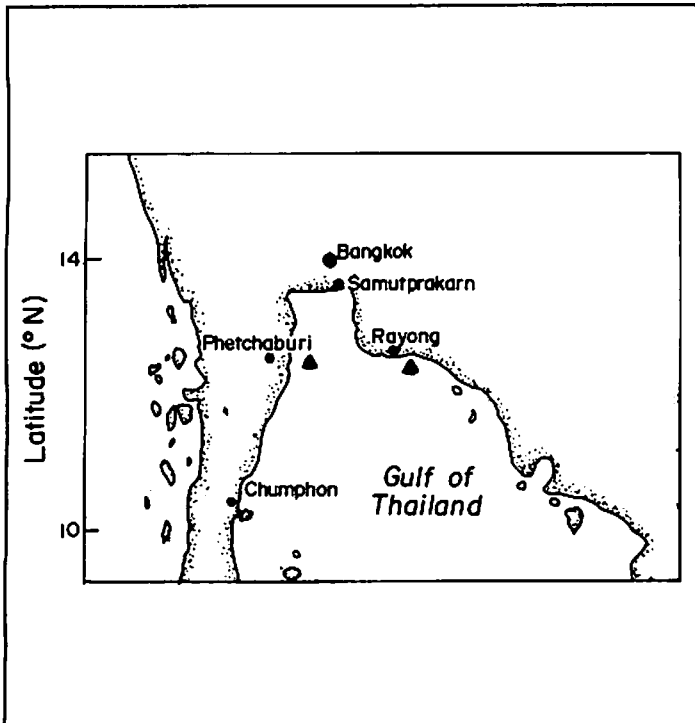 14
Bangkok
Samutprakarn
Phetchaburi
Rayong
Latitude (°N)
Chumphon
Gulf of
Thailand
10